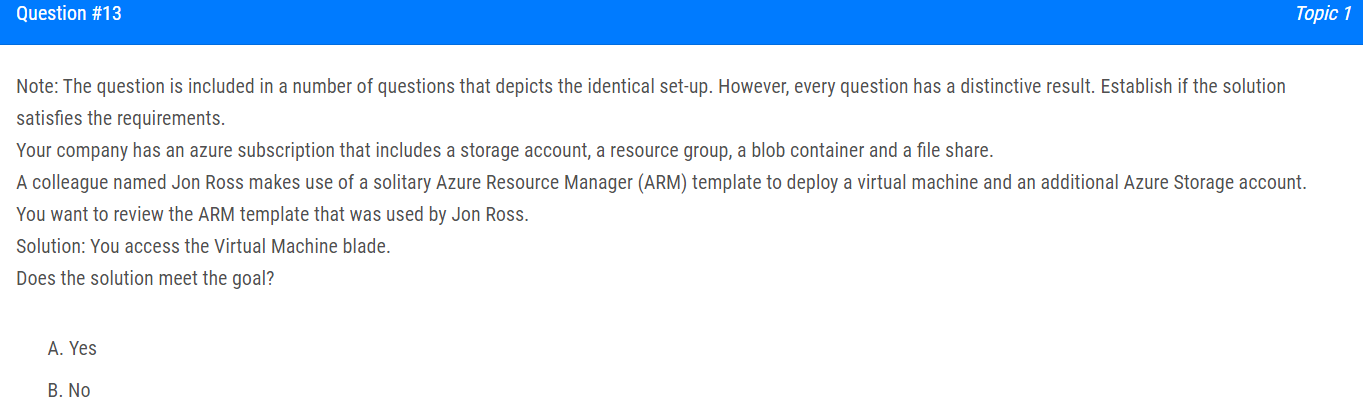 Question #13
Topic 1
Note: The question is included in a number of questions that depicts the identical set-up. However, every question has a distinctive result. Establish if the solution
satisfies the requirements.
Your company has an azure subscription that includes a storage account, a resource group, a blob container and a file share.
A colleague named Jon Ross makes use of a solitary Azure Resource Manager (ARM) template to deploy a virtual machine and an additional Azure Storage account.
You want to review the ARM template that was used by Jon Ross.
Solution: You access the Virtual Machine blade.
Does the solution meet the goal?
A. Yes
B. No